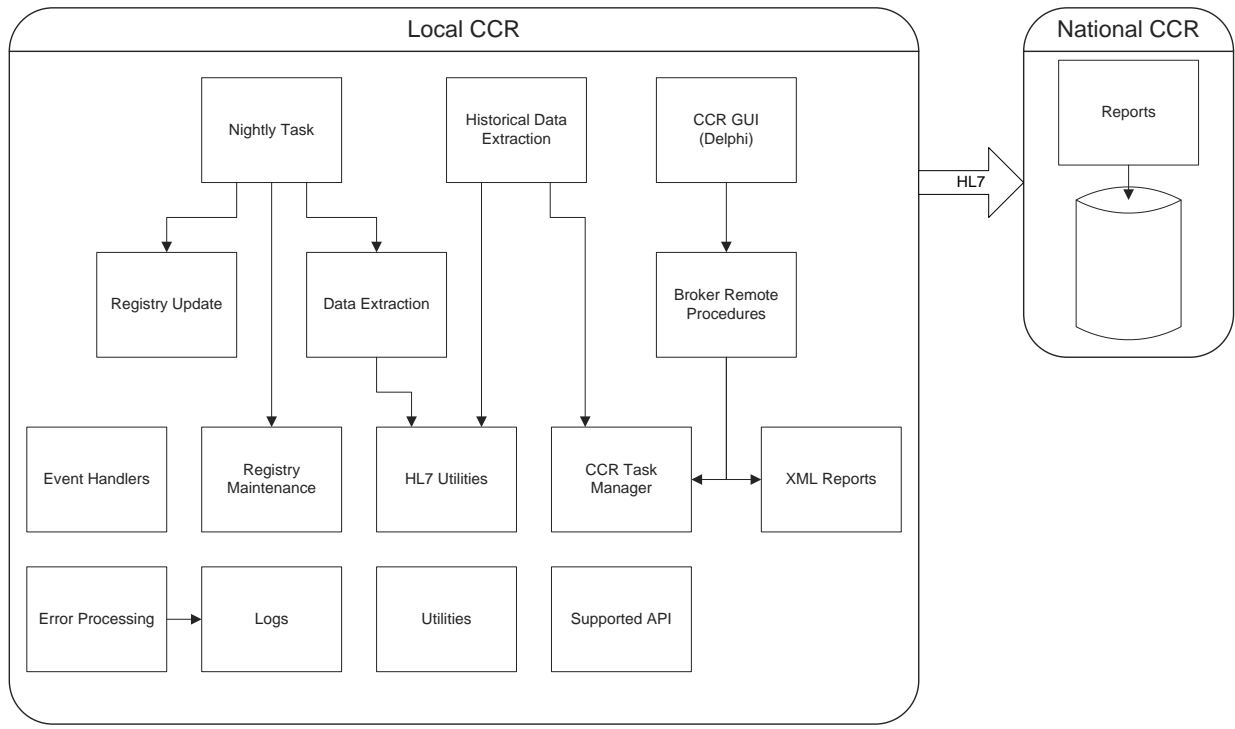 Local CCR
National CCR
Nightly Task
Historical Data
Extraction
CCR GUI
(Delphi)
Reports
HL7
Registry Update
Data Extraction
Broker Remote
Procedures
Event Handlers
Registry
Maintenance
HL7 Utilities
CCR Task
Manager
XML Reports
Error Processing
Logs
Utilities
Supported API